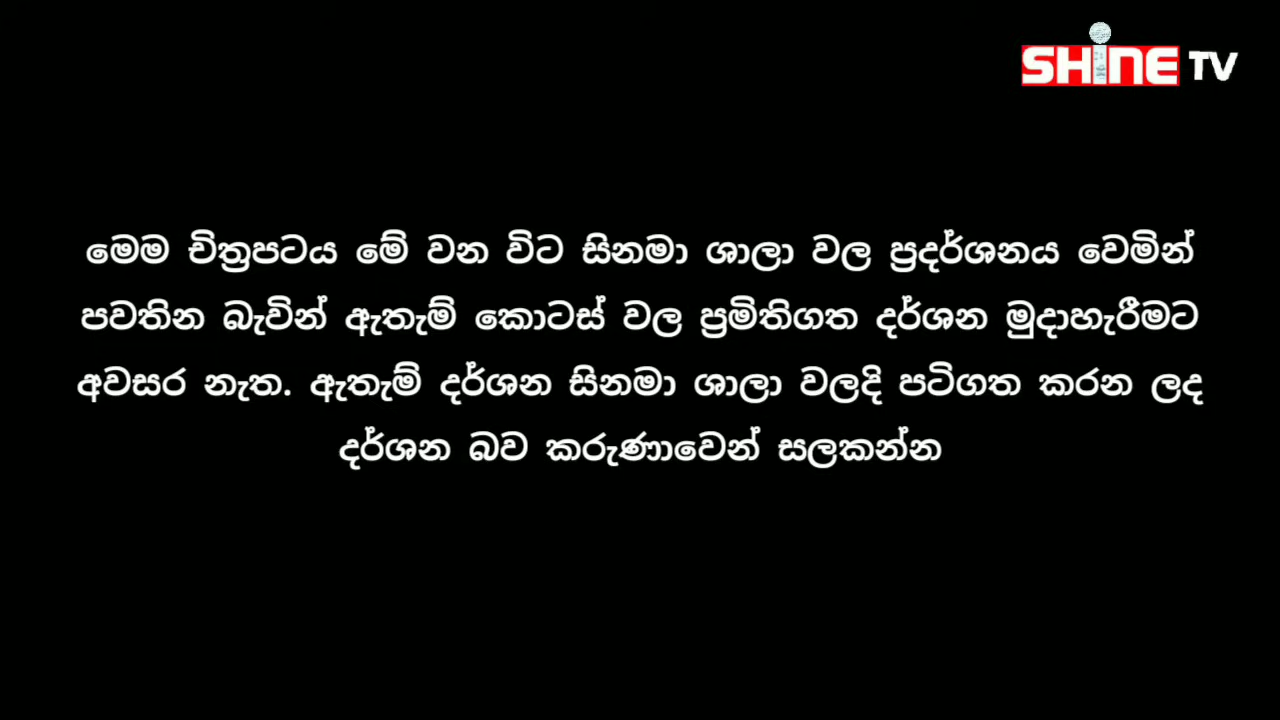 SHINE TV
මෙම චිත්‍රපටය මේ වන විට සිනමා ශාලා වල ප්‍රදර්ශනය වෙමින්
පවතින බැවින් ඇතැම් කොටස් වල ප්‍රමිතිගත දර්ශන මුදාහැරීමට
අවසර නැත. ඇතැම් දර්ශන සිනමා ශාලා වලදි පටිගත කරන ලද
දර්ශන බව කරුණාවෙන් සලකන්න